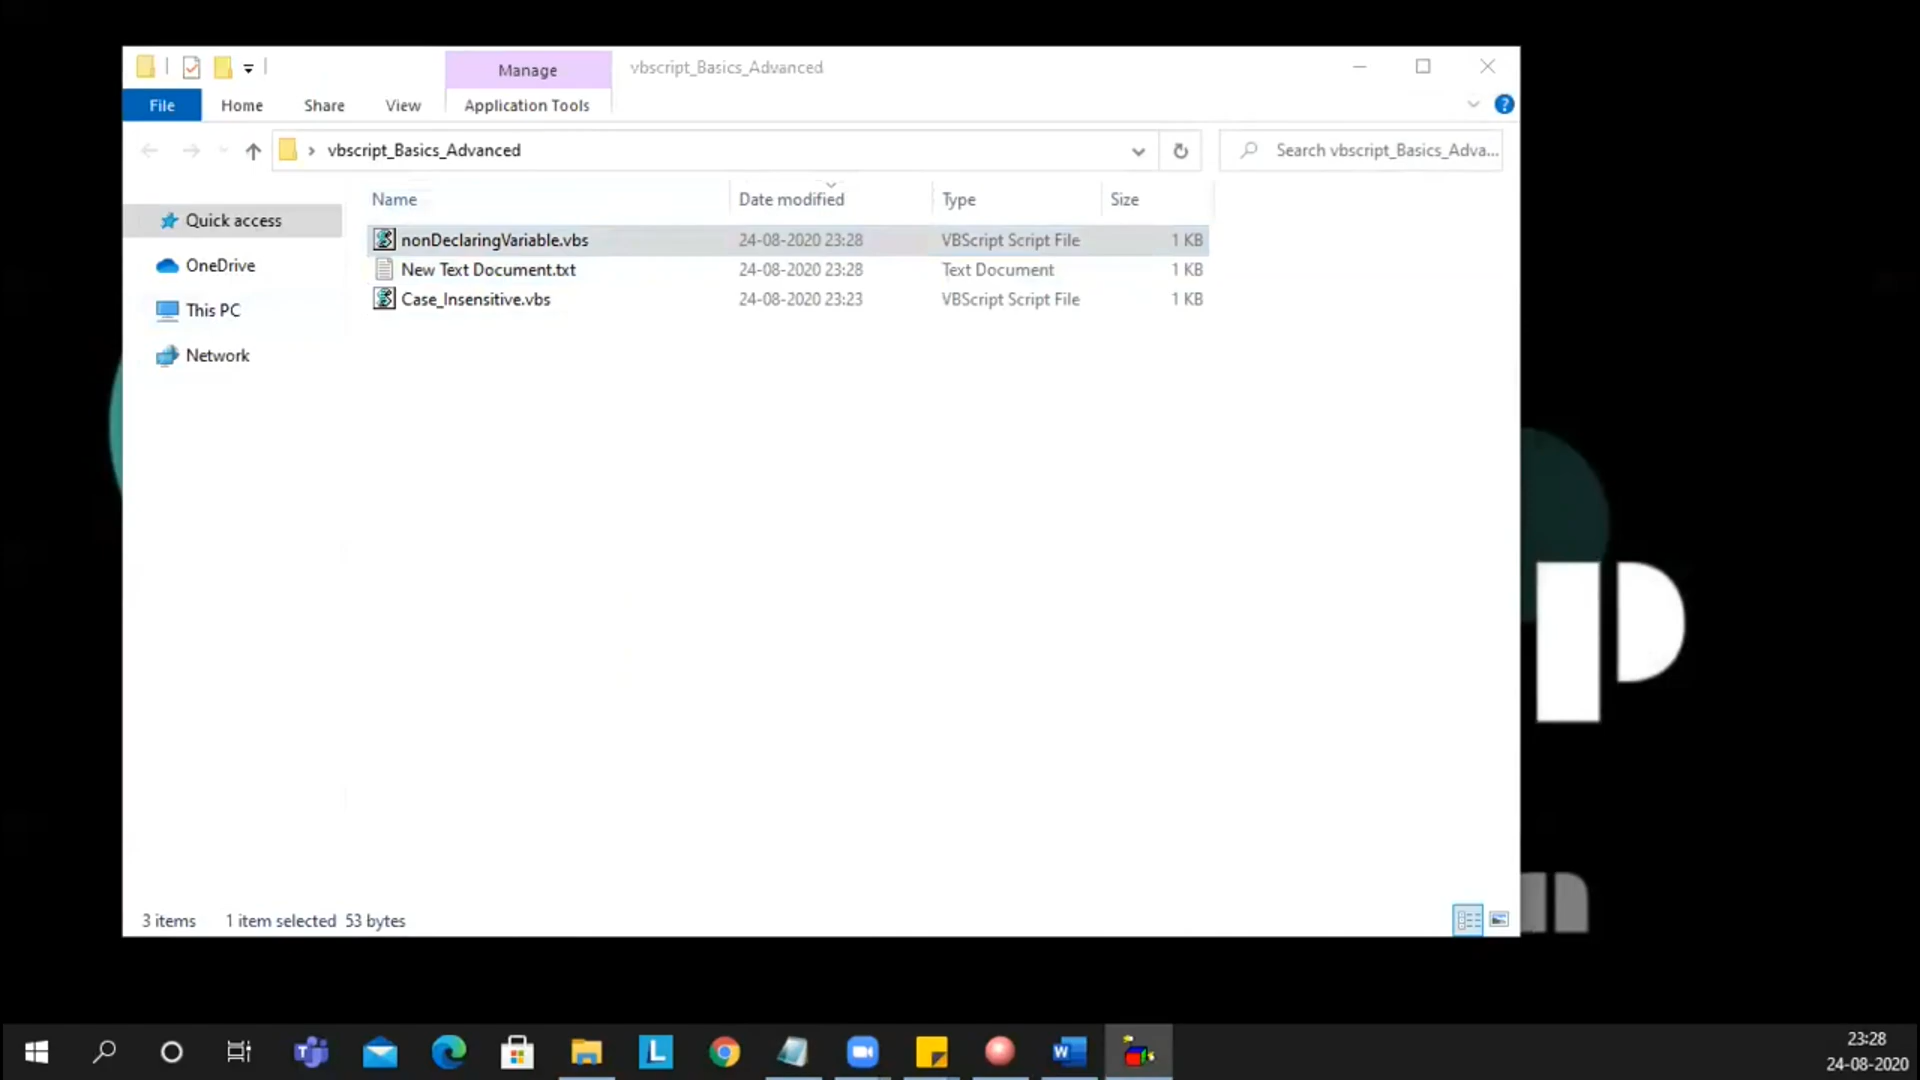 Manage
vbscript_Basics_Advanced
File
Home
Share
View
Application Tools
vbscript_Basics_Advanced
Search vbscript_Basics_Adva...
Name
Date modified
Type
Size
Quick access
OneDrive
This PC
Network
nonDeclaringVariable.vbs 24-08-2020 23:28 VBScript Script File 1 KB
New Text Document.txt 24-08-2020 23:28 Text Document 1 KB
Case_Insensitive.vbs 24-08-2020 23:23 VBScript Script File 1 KB
3 items 1 item selected 53 bytes
23:28
24-08-2020